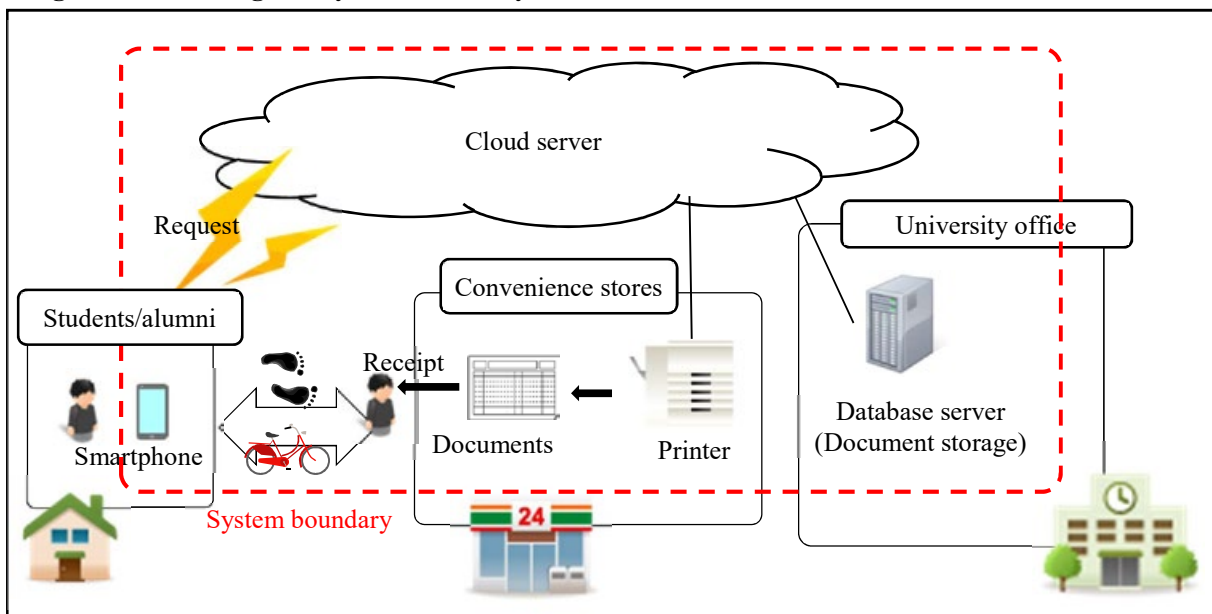 Cloud server
Request
University office
Convenience stores
Students/alumni
Receipt
Smartphone
Documents
Printer
Database server
(Document storage)
System boundary
24